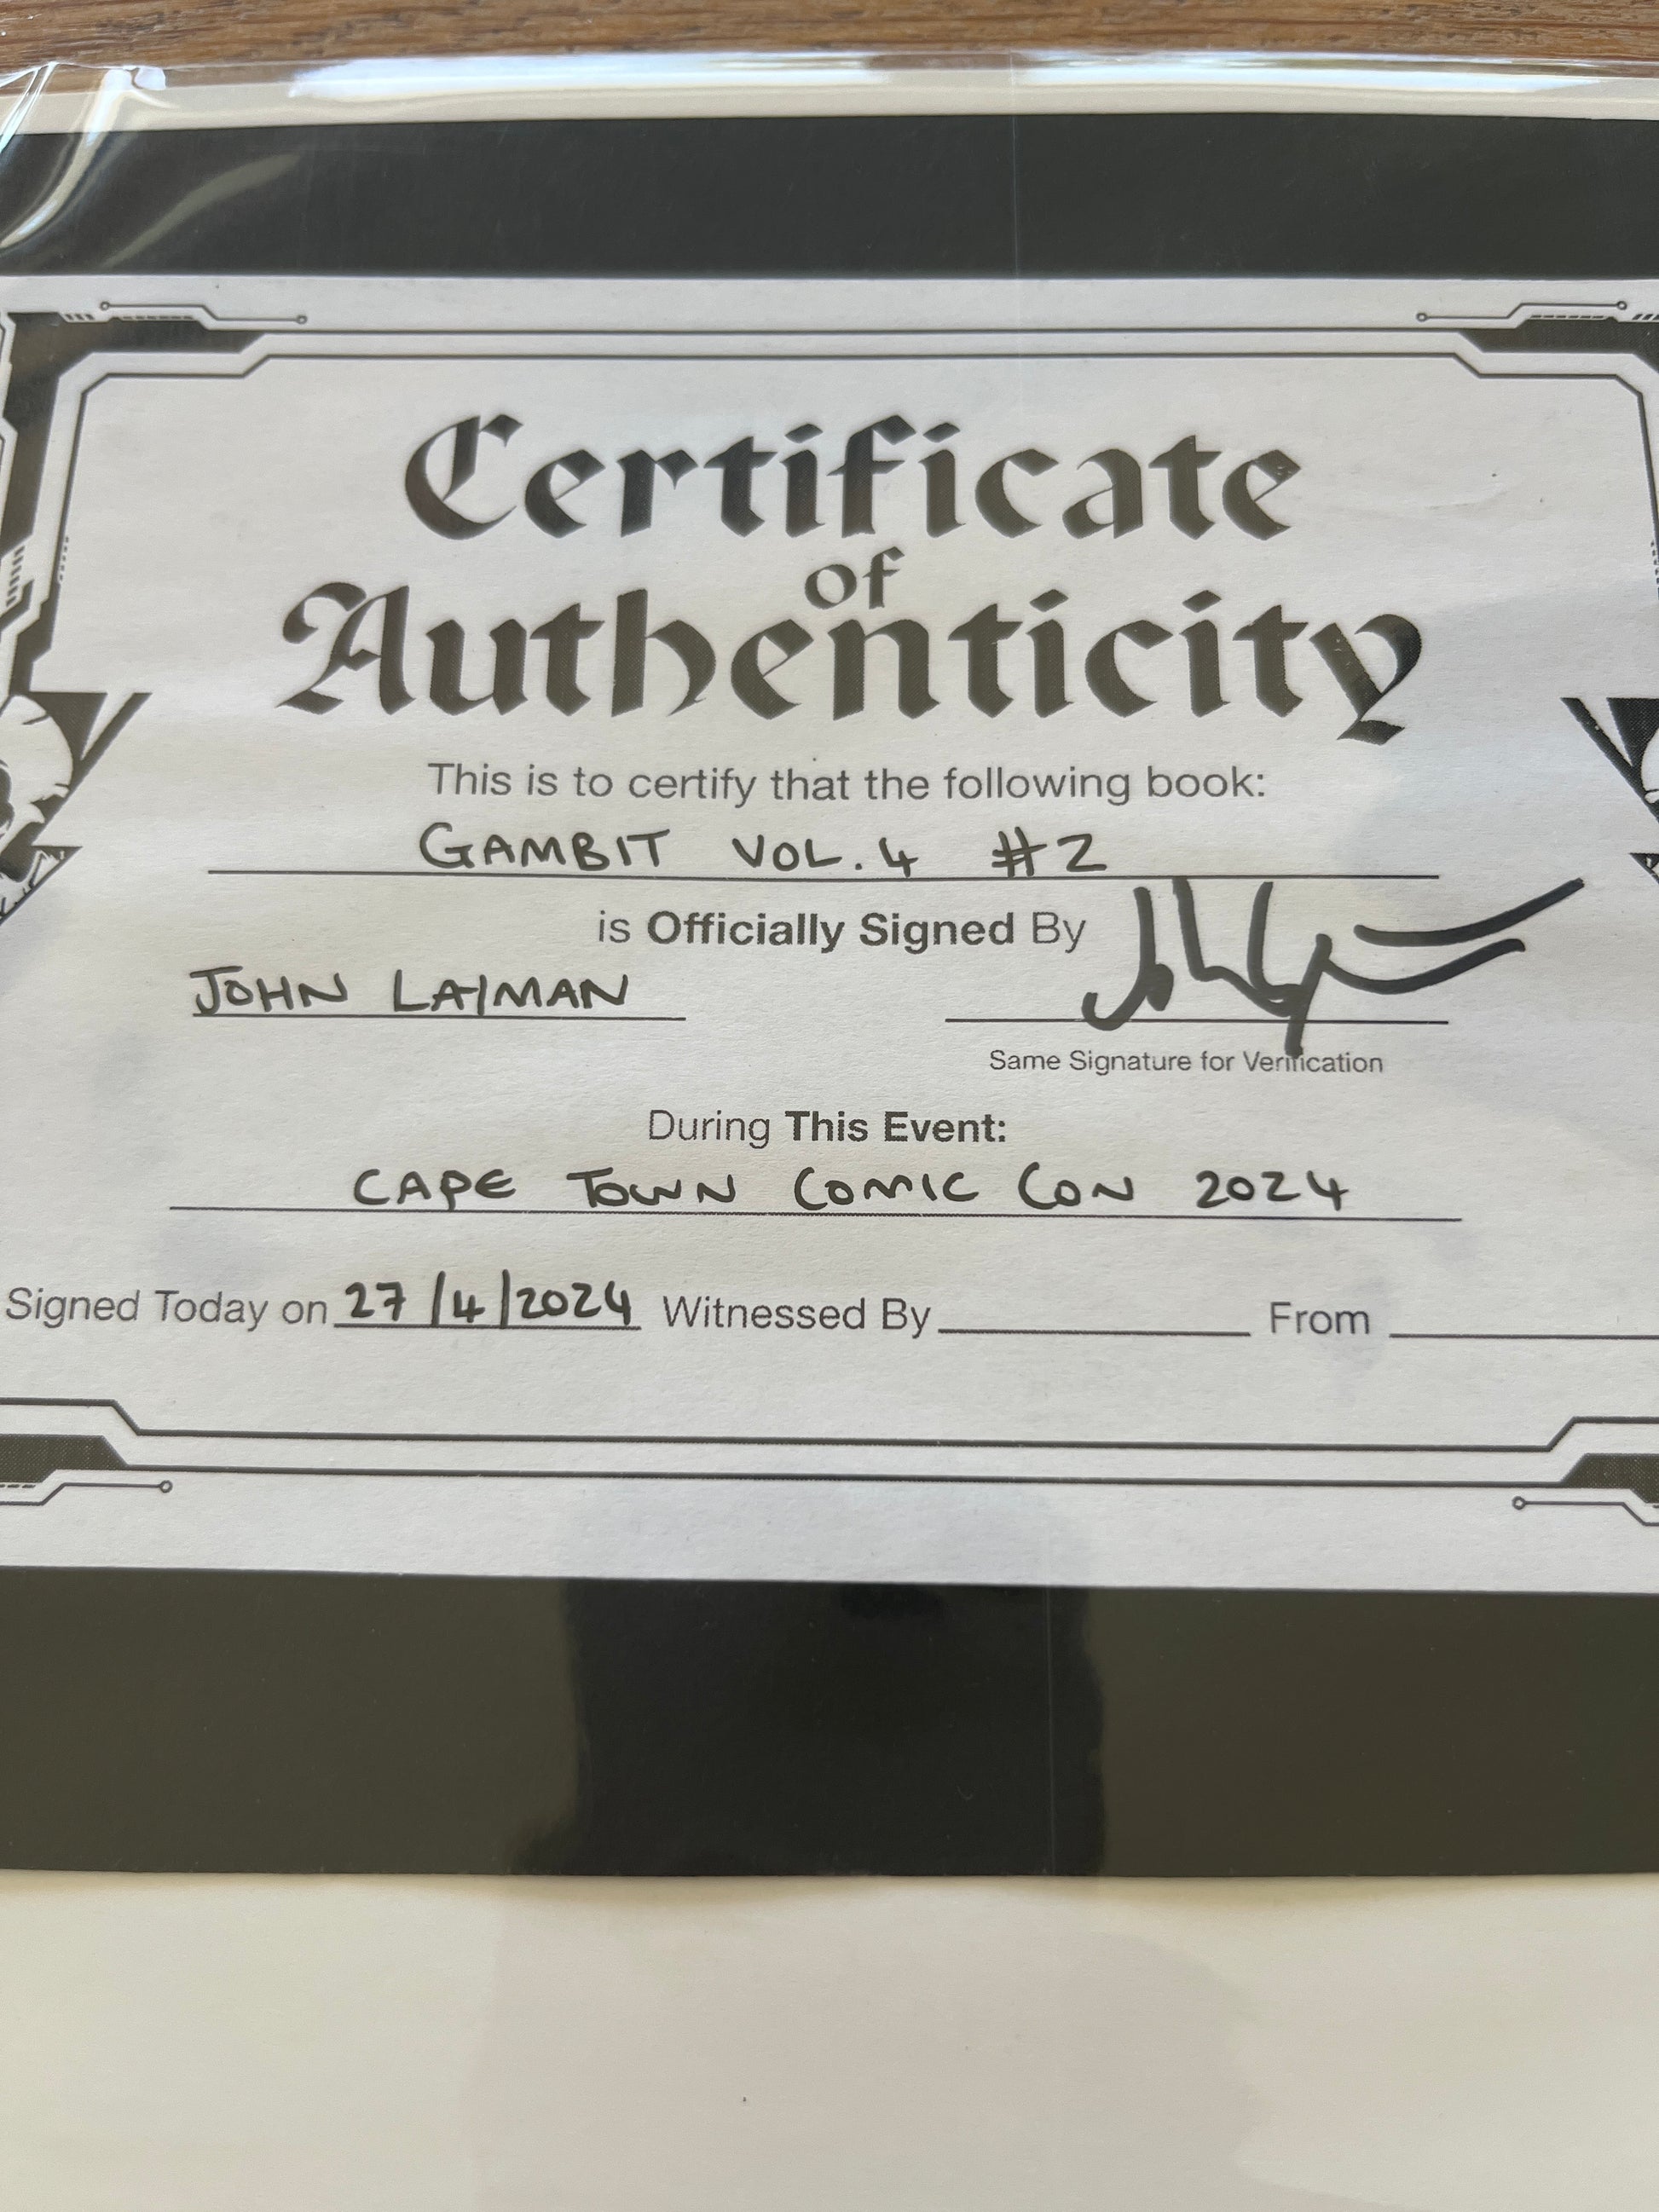 Certificate
of
Authenticity
This is to certify that the following book:
GAMBIT VOL. 4 #2
is Officially Signed By
JOHN LAIMAN
Same Signature for Verification
During This Event:
CAPE TOWN COMIC CON 2024
Signed Today on 27/4/2024 Witnessed By From